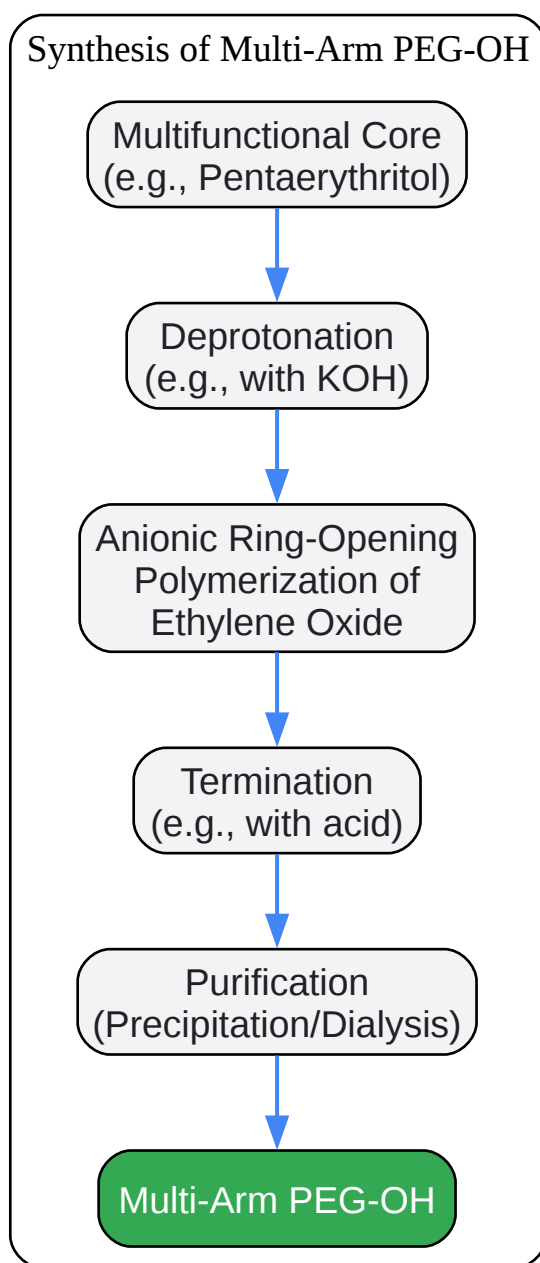 Synthesis of Multi-Arm PEG-OH
Multifunctional Core
(e.g., Pentaerythritol)
Deprotonation
(e.g., with KOH)
Anionic Ring-Opening
Polymerization of
Ethylene Oxide
Termination
(e.g., with acid)
Purification
(Precipitation/Dialysis)
Multi-Arm PEG-OH